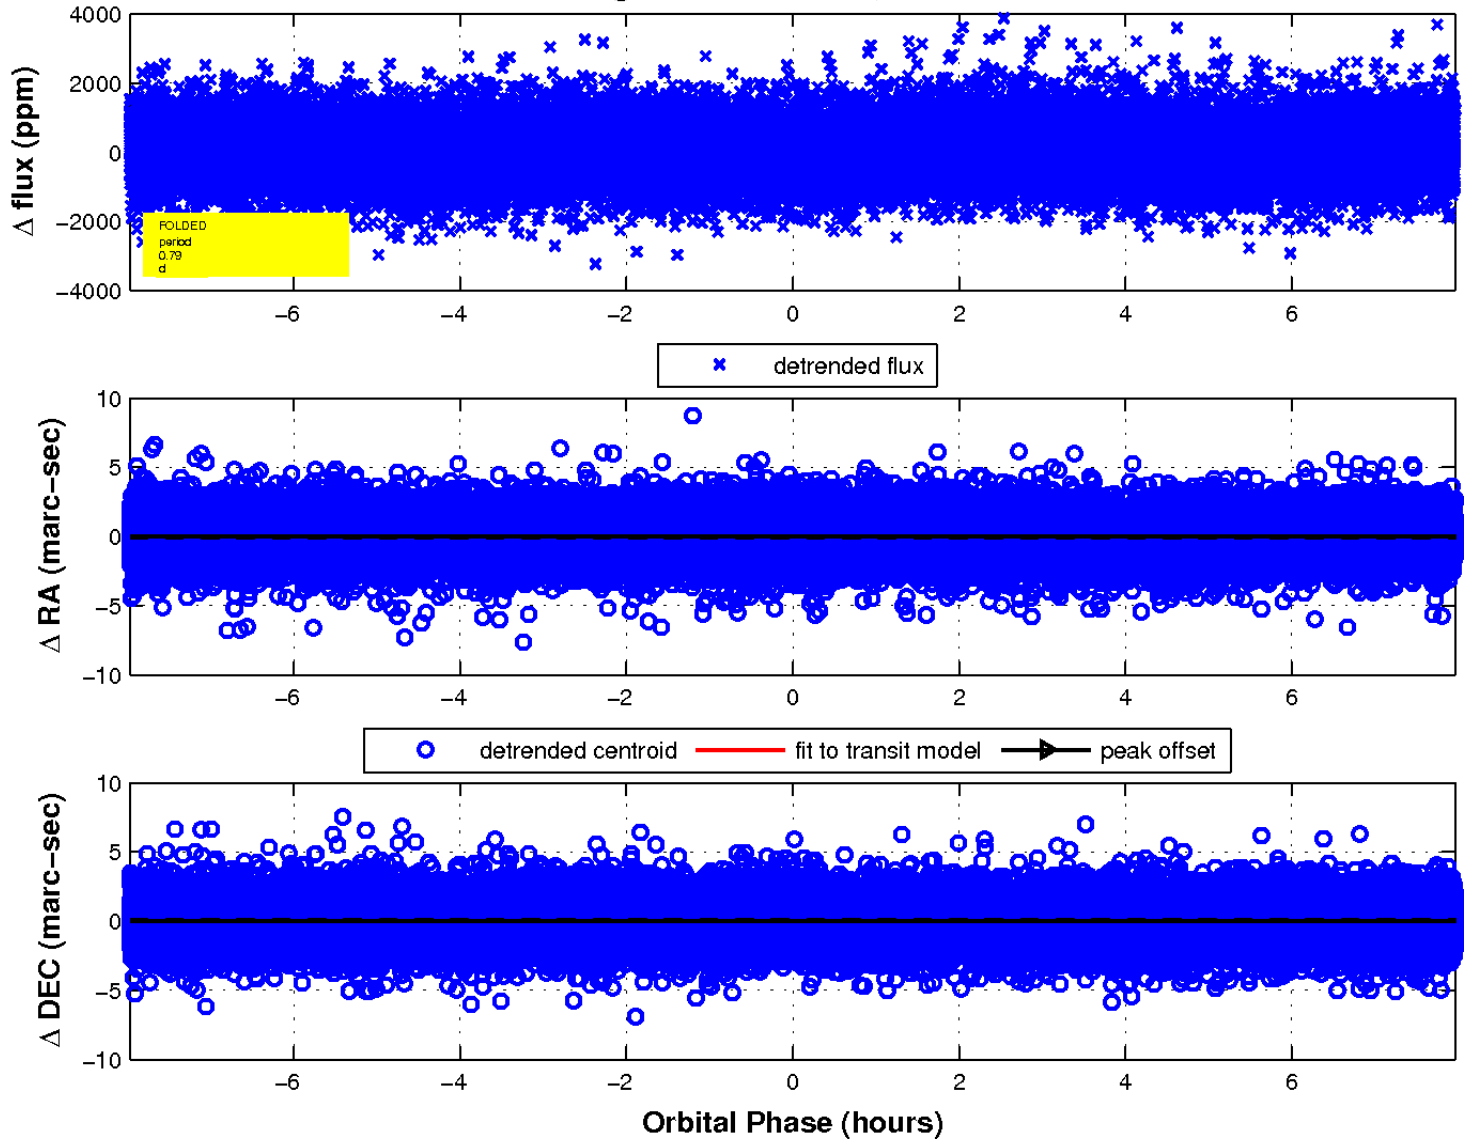 4000
2000
0
−2000
−4000
Δ flux (ppm)
FOLDED
period
0.79
d
−6 −4 −2 0 2 4 6
detrended flux
10
5
0
−5
−10
Δ RA (marc−sec)
−6 −4 −2 0 2 4 6
detrended centroid fit to transit model peak offset
10
5
0
−5
−10
Δ DEC (marc−sec)
−6 −4 −2 0 2 4 6
Orbital Phase (hours)